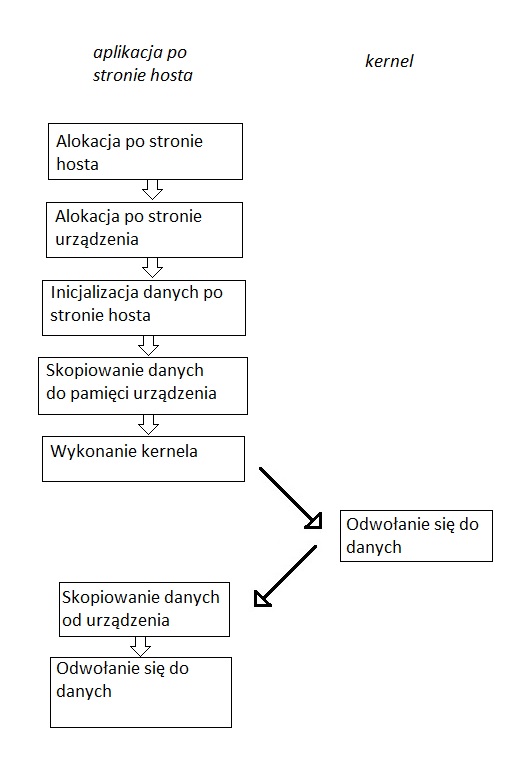 aplikacja po
stronie hosta
kernel
Alokacja po stronie
hosta
Alokacja po stronie
urządzenia
Inicjalizacja danych po
stronie hosta
Skopiowanie danych
do pamięci urządzenia
Wykonanie kernela
Odwołanie się do
danych
Skopiowanie danych
od urządzenia
Odwołanie się do
danych